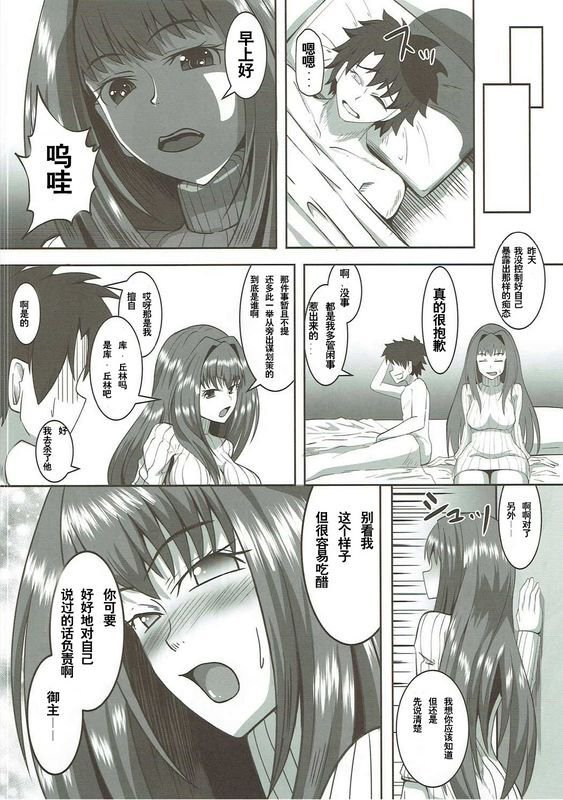 嗯嗯
・・・
早上好
呜哇
昨天
我没控制好自己
暴露出那样的痴态
真的很抱歉
啊・没事
都是我多管闲事
惹出来的・・・
那件事暂且不提
还多此一举从旁出谋划策的
到底是谁啊
哎呀那是我
擅自
库・丘林吗
是库・丘林吧
啊是的
好
我去杀了他
啊啊对了
另外──
我想你应该知道
但还是
先说清楚
别看我
这个样子
但很容易吃醋
你可要
好好地对自己
说过的话负责啊
御主──
ズッ
シュッ